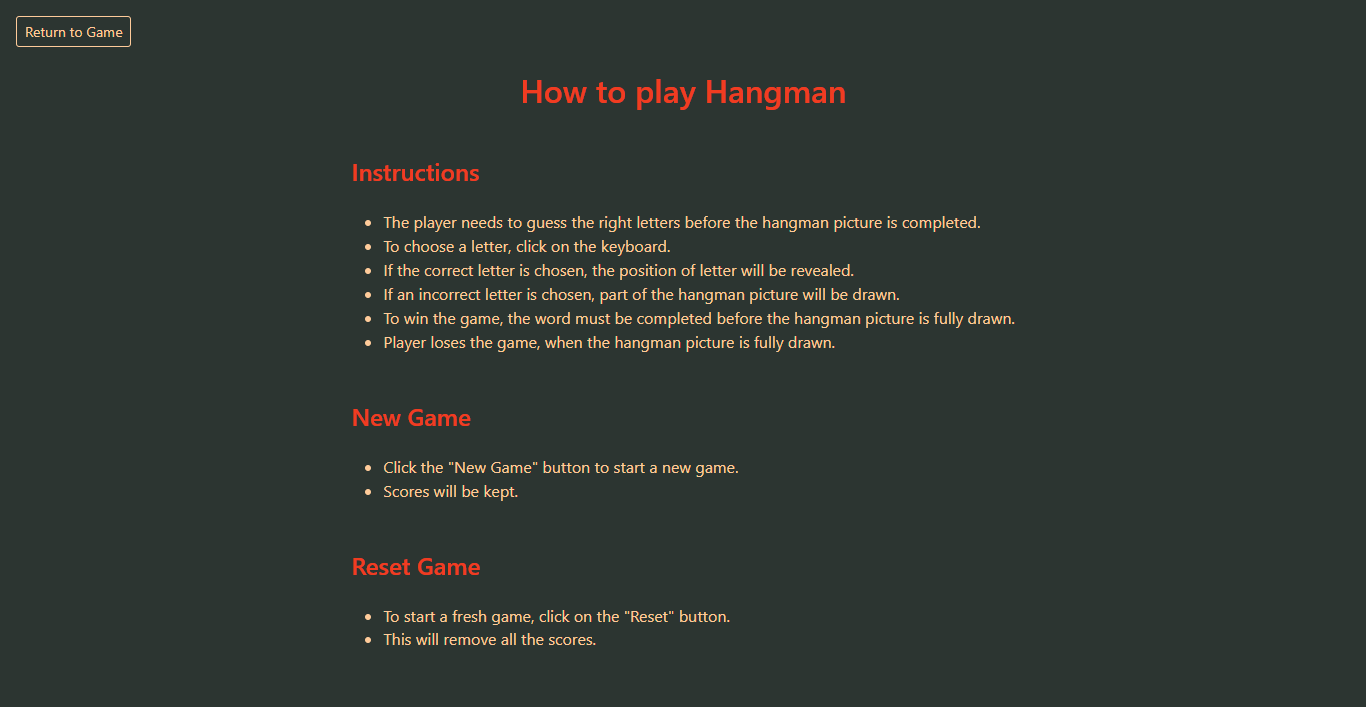 Return to Game
How to play Hangman
Instructions
The player needs to guess the right letters before the hangman picture is completed.
To choose a letter, click on the keyboard.
If the correct letter is chosen, the position of letter will be revealed.
If an incorrect letter is chosen, part of the hangman picture will be drawn.
To win the game, the word must be completed before the hangman picture is fully drawn.
Player loses the game, when the hangman picture is fully drawn.
New Game
Click the "New Game" button to start a new game.
Scores will be kept.
Reset Game
To start a fresh game, click on the "Reset" button.
This will remove all the scores.